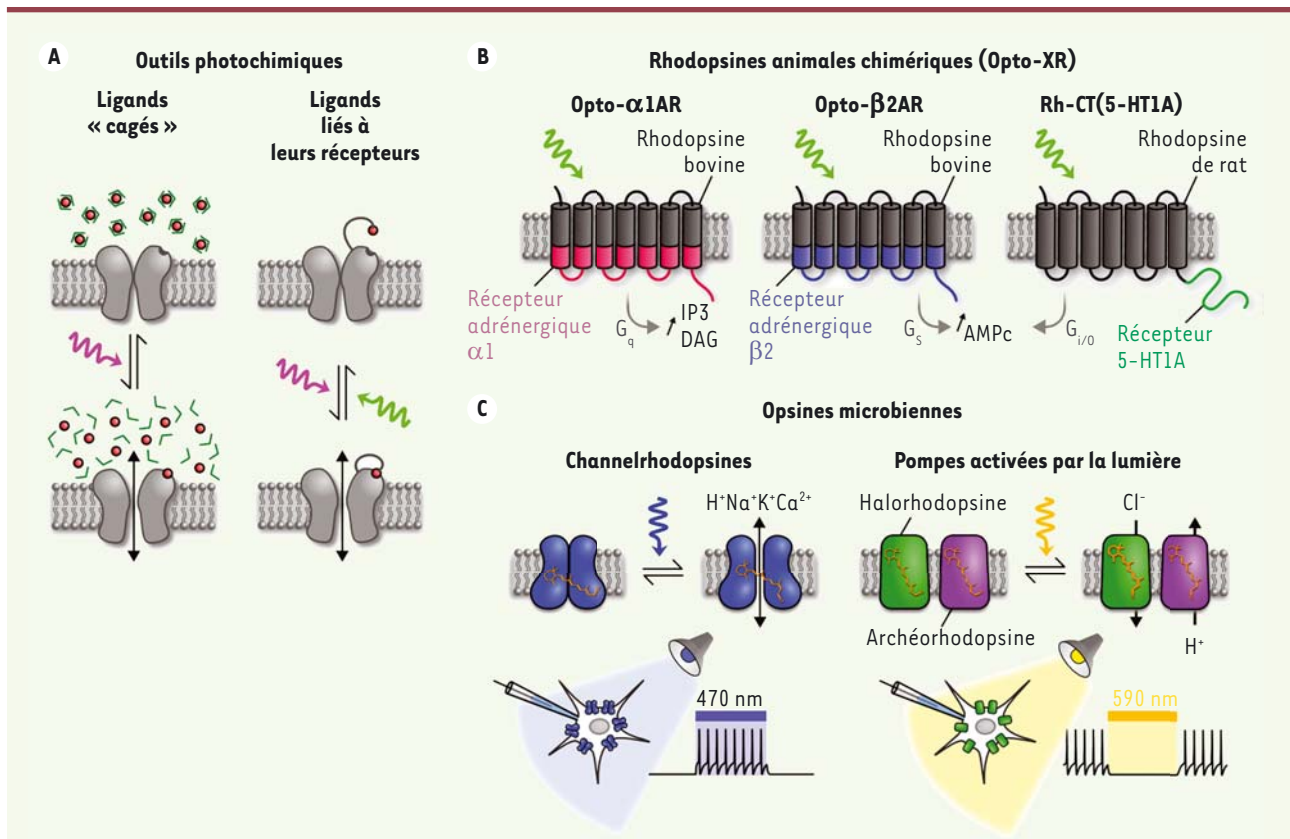 A
Outils photochimiques
Ligands
« cagés »
Ligands
liés à
leurs récepteurs
B
Rhodopsines animales chimériques (Opto-XR)
Opto-α1AR
Rhodopsine
bovine
Récepteur
adrénergique
α1
Gq
IP3
DAG
Opto-β2AR
Rhodopsine
bovine
Récepteur
adrénergique
β2
GS
AMPc
Rh-CT(5-HT1A)
Rhodopsine
de rat
Gi/0
Récepteur
5-HT1A
C
Opsines microbiennes
Channelrhodopsines
H⁺Na⁺K⁺Ca²⁺
470 nm
Pompes activées par la lumière
Halorhodopsine
Cl⁻
Archéorhodopsine
H⁺
590 nm